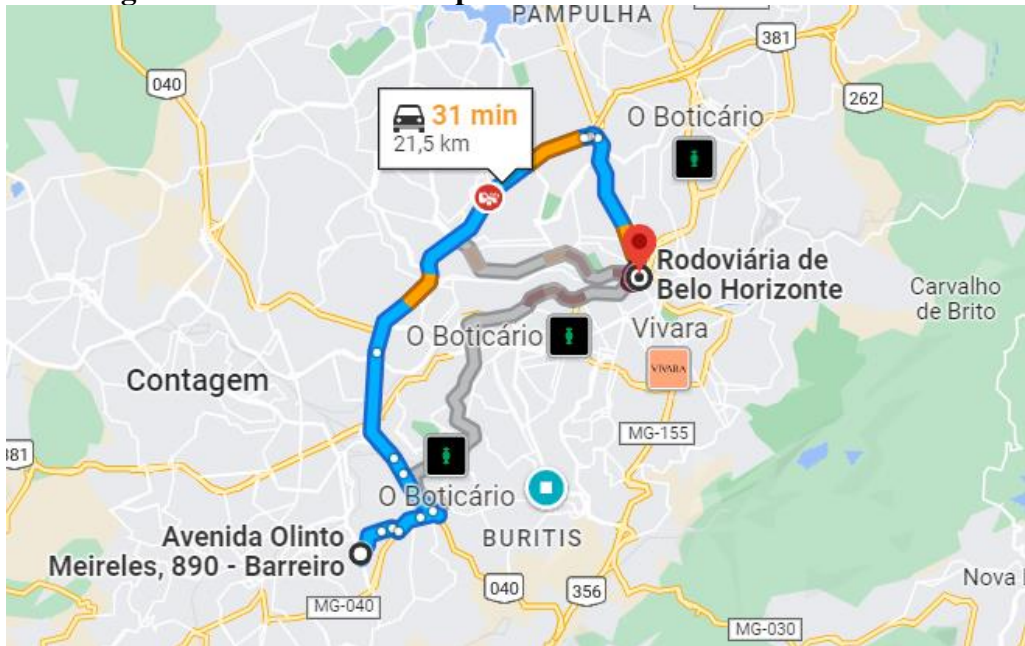 PAMPULHA
381
040
262
31 min
21,5 km
O Boticário
Rodoviária de
Belo Horizonte
Carvalho
de Brito
O Boticário
Vivara
VIVARA
Contagem
MG-155
381
O Boticário
Avenida Olinto
Meireles, 890 - Barreiro
BURITIS
040
356
Nova
MG-040
MG-030